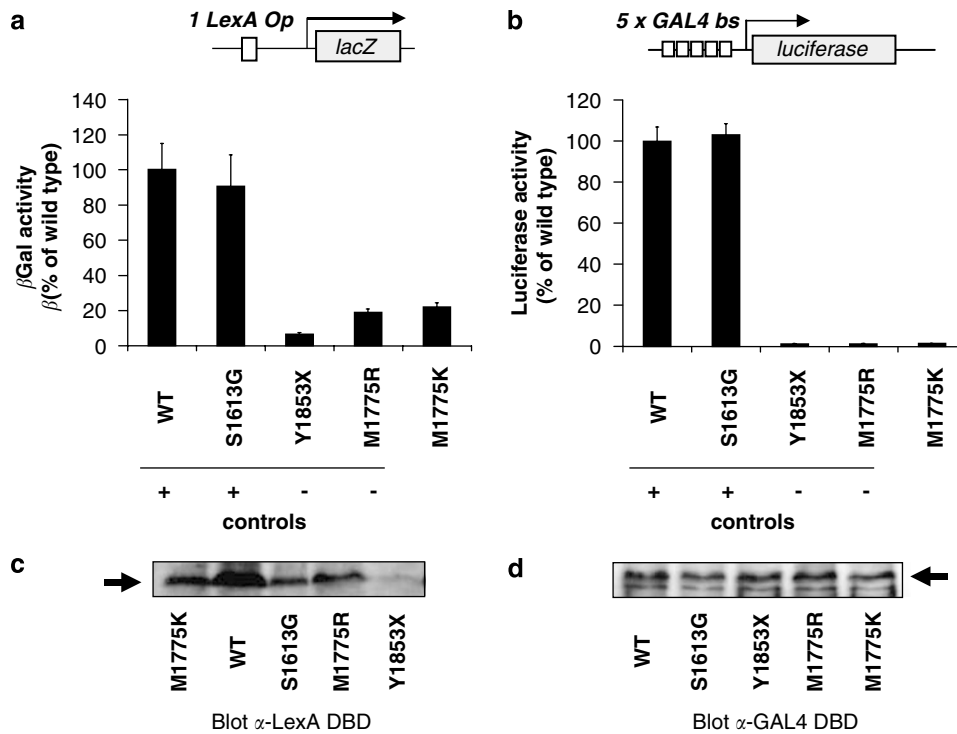 a
1 LexA Op
lacZ
βGal activity
β(% of wild type)
140
120
100
80
60
40
20
0
WT
S1613G
Y1853X
M1775R
M1775K
+ + - -
controls
b
5 x GAL4 bs
luciferase
Luciferase activity
(% of wild type)
120
100
80
60
40
20
0
WT
S1613G
Y1853X
M1775R
M1775K
+ + - -
controls
c
M1775K
WT
S1613G
M1775R
Y1853X
Blot α-LexA DBD
d
WT
S1613G
Y1853X
M1775R
M1775K
Blot α-GAL4 DBD